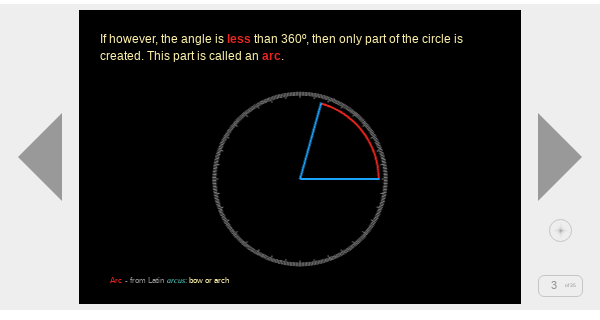 If however, the angle is less than 360º, then only part of the circle is
created. This part is called an arc.
Arc - from Latin arcus: bow or arch
3